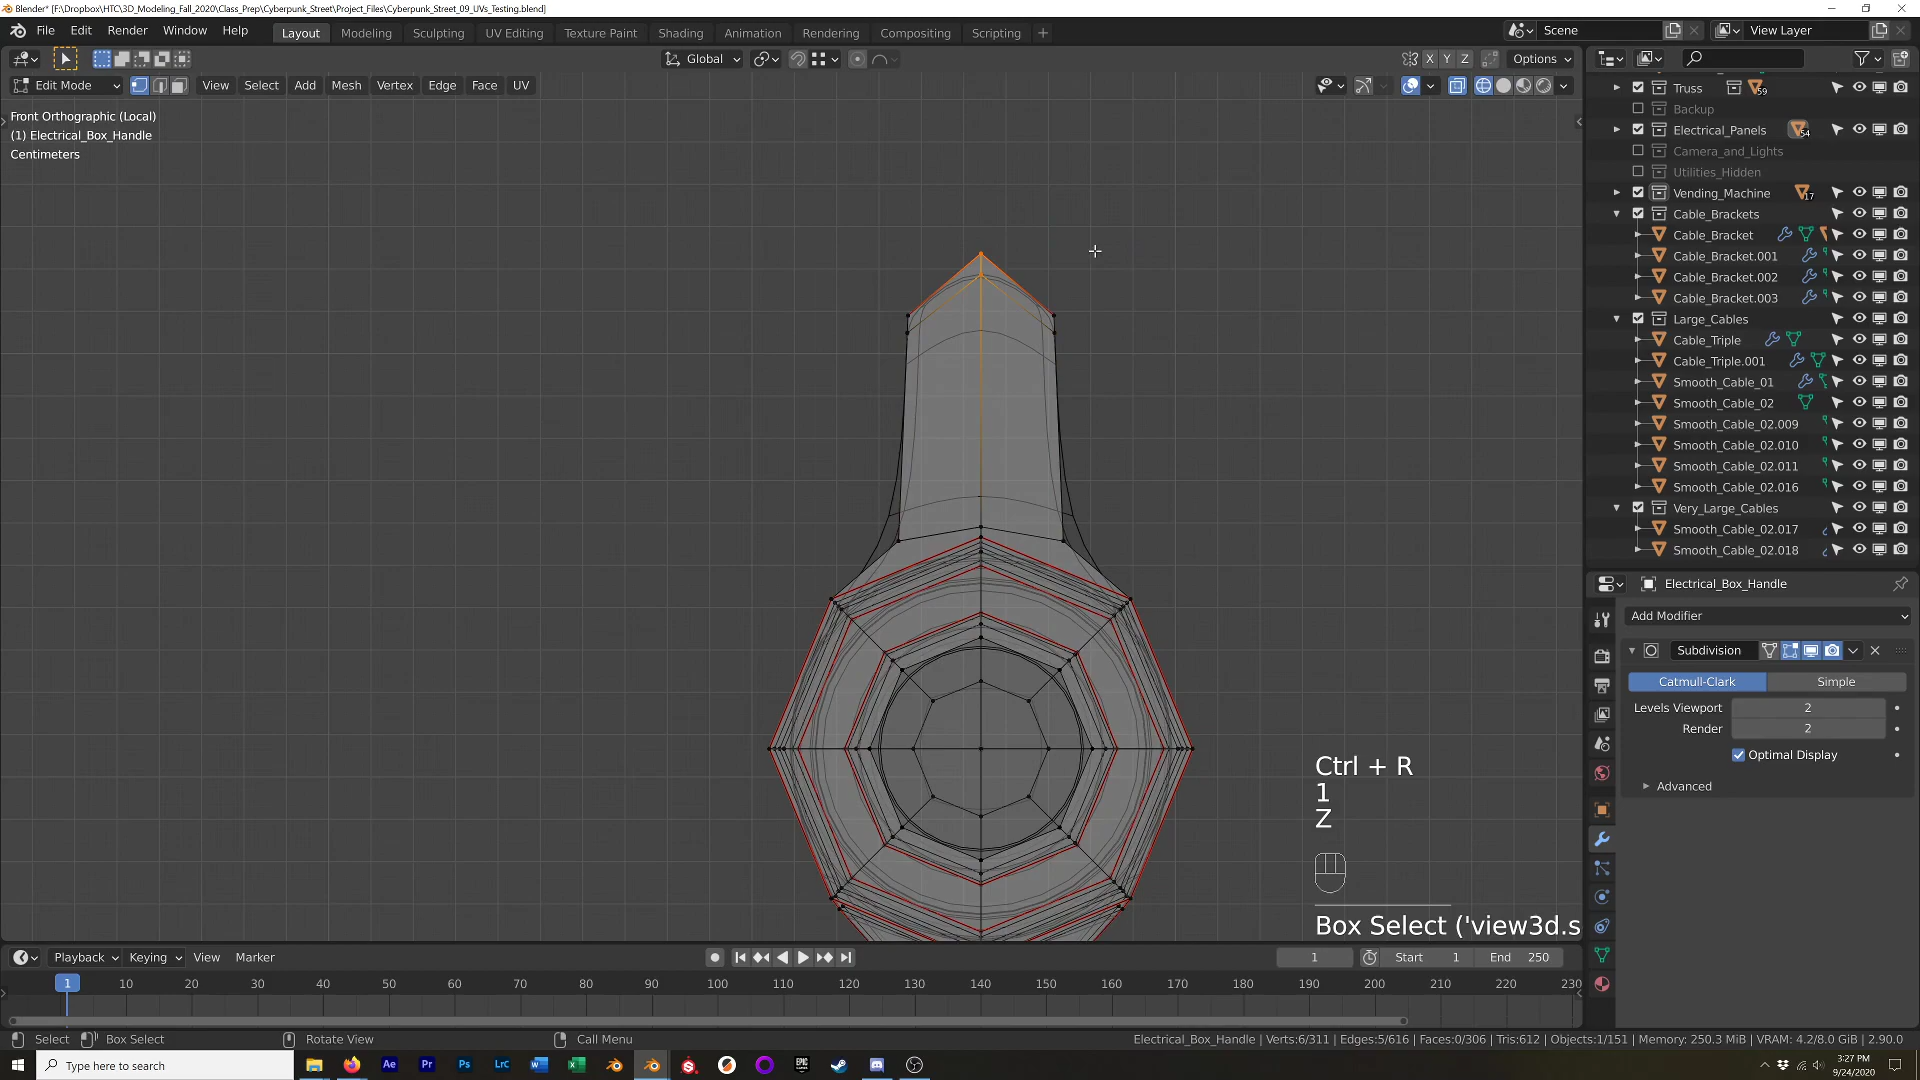 Blender* [F:\Dropbox\HTC\3D_Modeling_Fall_2020\Class_Prep\Cyberpunk_Street\Project_Files\Cyberpunk_Street_09_UVs_Testing.blend]
File Edit Render Window Help Layout Modeling Sculpting UV Editing Texture Paint Shading Animation Rendering Compositing Scripting Scene View Layer
Global X Y Z Options
Edit Mode View Select Add Mesh Vertex Edge Face UV
Front Orthographic (Local)
(1) Electrical_Box_Handle
Centimeters
Truss 59
Backup
Electrical_Panels 54
Camera_and_Lights
Utilities_Hidden
Vending_Machine 17
Cable_Brackets
Cable_Bracket
Cable_Bracket.001
Cable_Bracket.002
Cable_Bracket.003
Large_Cables
Cable_Triple
Cable_Triple.001
Smooth_Cable_01
Smooth_Cable_02
Smooth_Cable_02.009
Smooth_Cable_02.010
Smooth_Cable_02.011
Smooth_Cable_02.016
Very_Large_Cables
Smooth_Cable_02.017
Smooth_Cable_02.018
Electrical_Box_Handle
Add Modifier
Subdivision
Catmull-Clark Simple
Levels Viewport 2
Render 2
Optimal Display
Advanced
Ctrl + R
1
Z
Box Select ('view3d.s
Playback Keying View Marker 1 Start 1 End 250
1 10 20 30 40 50 60 70 80 90 100 110 120 130 140 150 160 170 180 190 200 210 220 230
Select Box Select Rotate View Call Menu Electrical_Box_Handle | Verts:6/311 | Edges:5/616 | Faces:0/306 | Tris:612 | Objects:1/151 | Memory: 250.3 MiB | VRAM: 4.2/8.0 GiB | 2.90.0
Type here to search Ae Pr Ps LrC
3:27 PM
9/24/2020